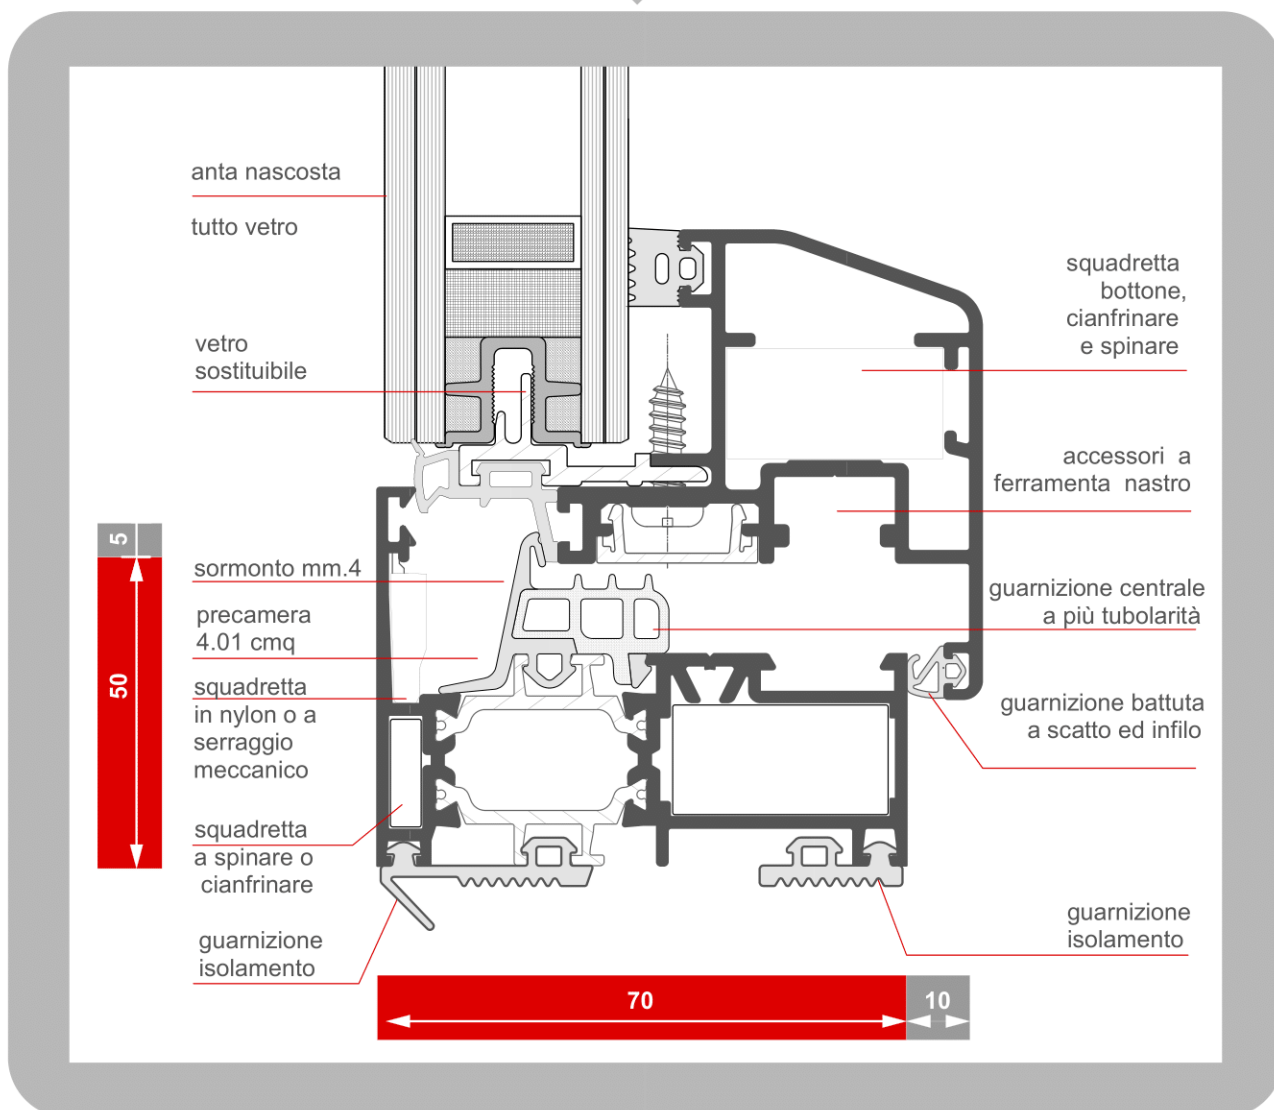 anta nascosta
tutto vetro
vetro
sostituibile
sormonto mm.4
precamera
4.01 cmq
squadretta
in nylon o a
serraggio
meccanico
squadretta
a spinare o
cianfrinare
guarnizione
isolamento
squadretta
bottone,
cianfrinare
e spinare
accessori a
ferramenta nastro
guarnizione centrale
a più tubolarità
guarnizione battuta
a scatto ed infilo
guarnizione
isolamento
5
50
70
10